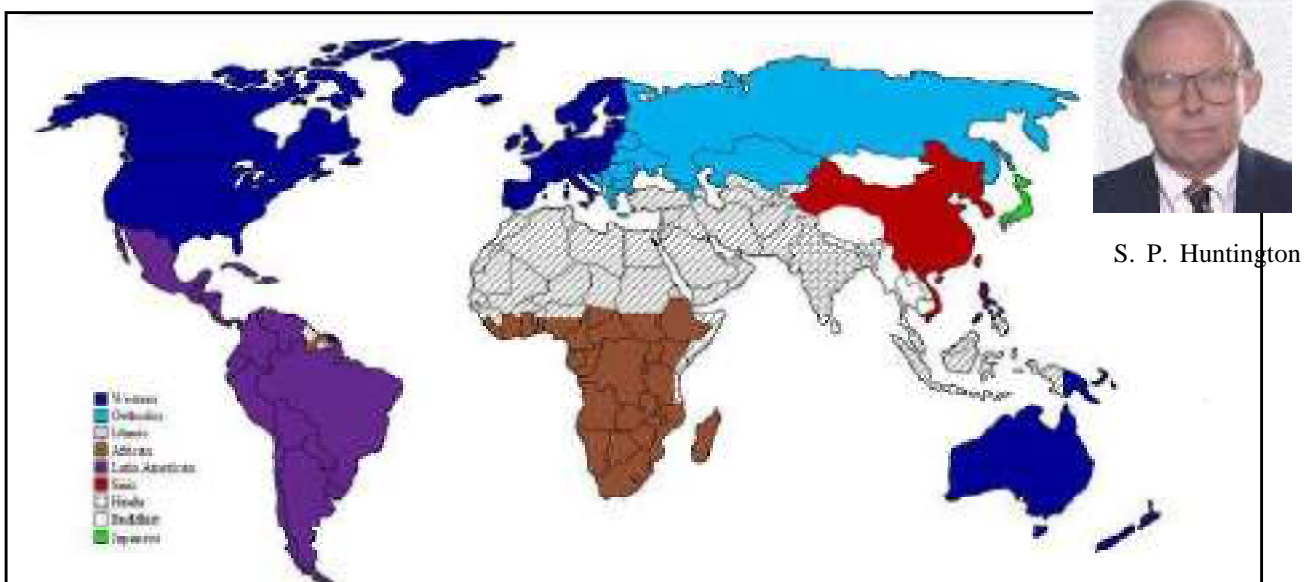 S. P. Huntington
Western
Orthodox
Islamic
African
Latin American
Sinic
Hindu
Buddhist
Japanese